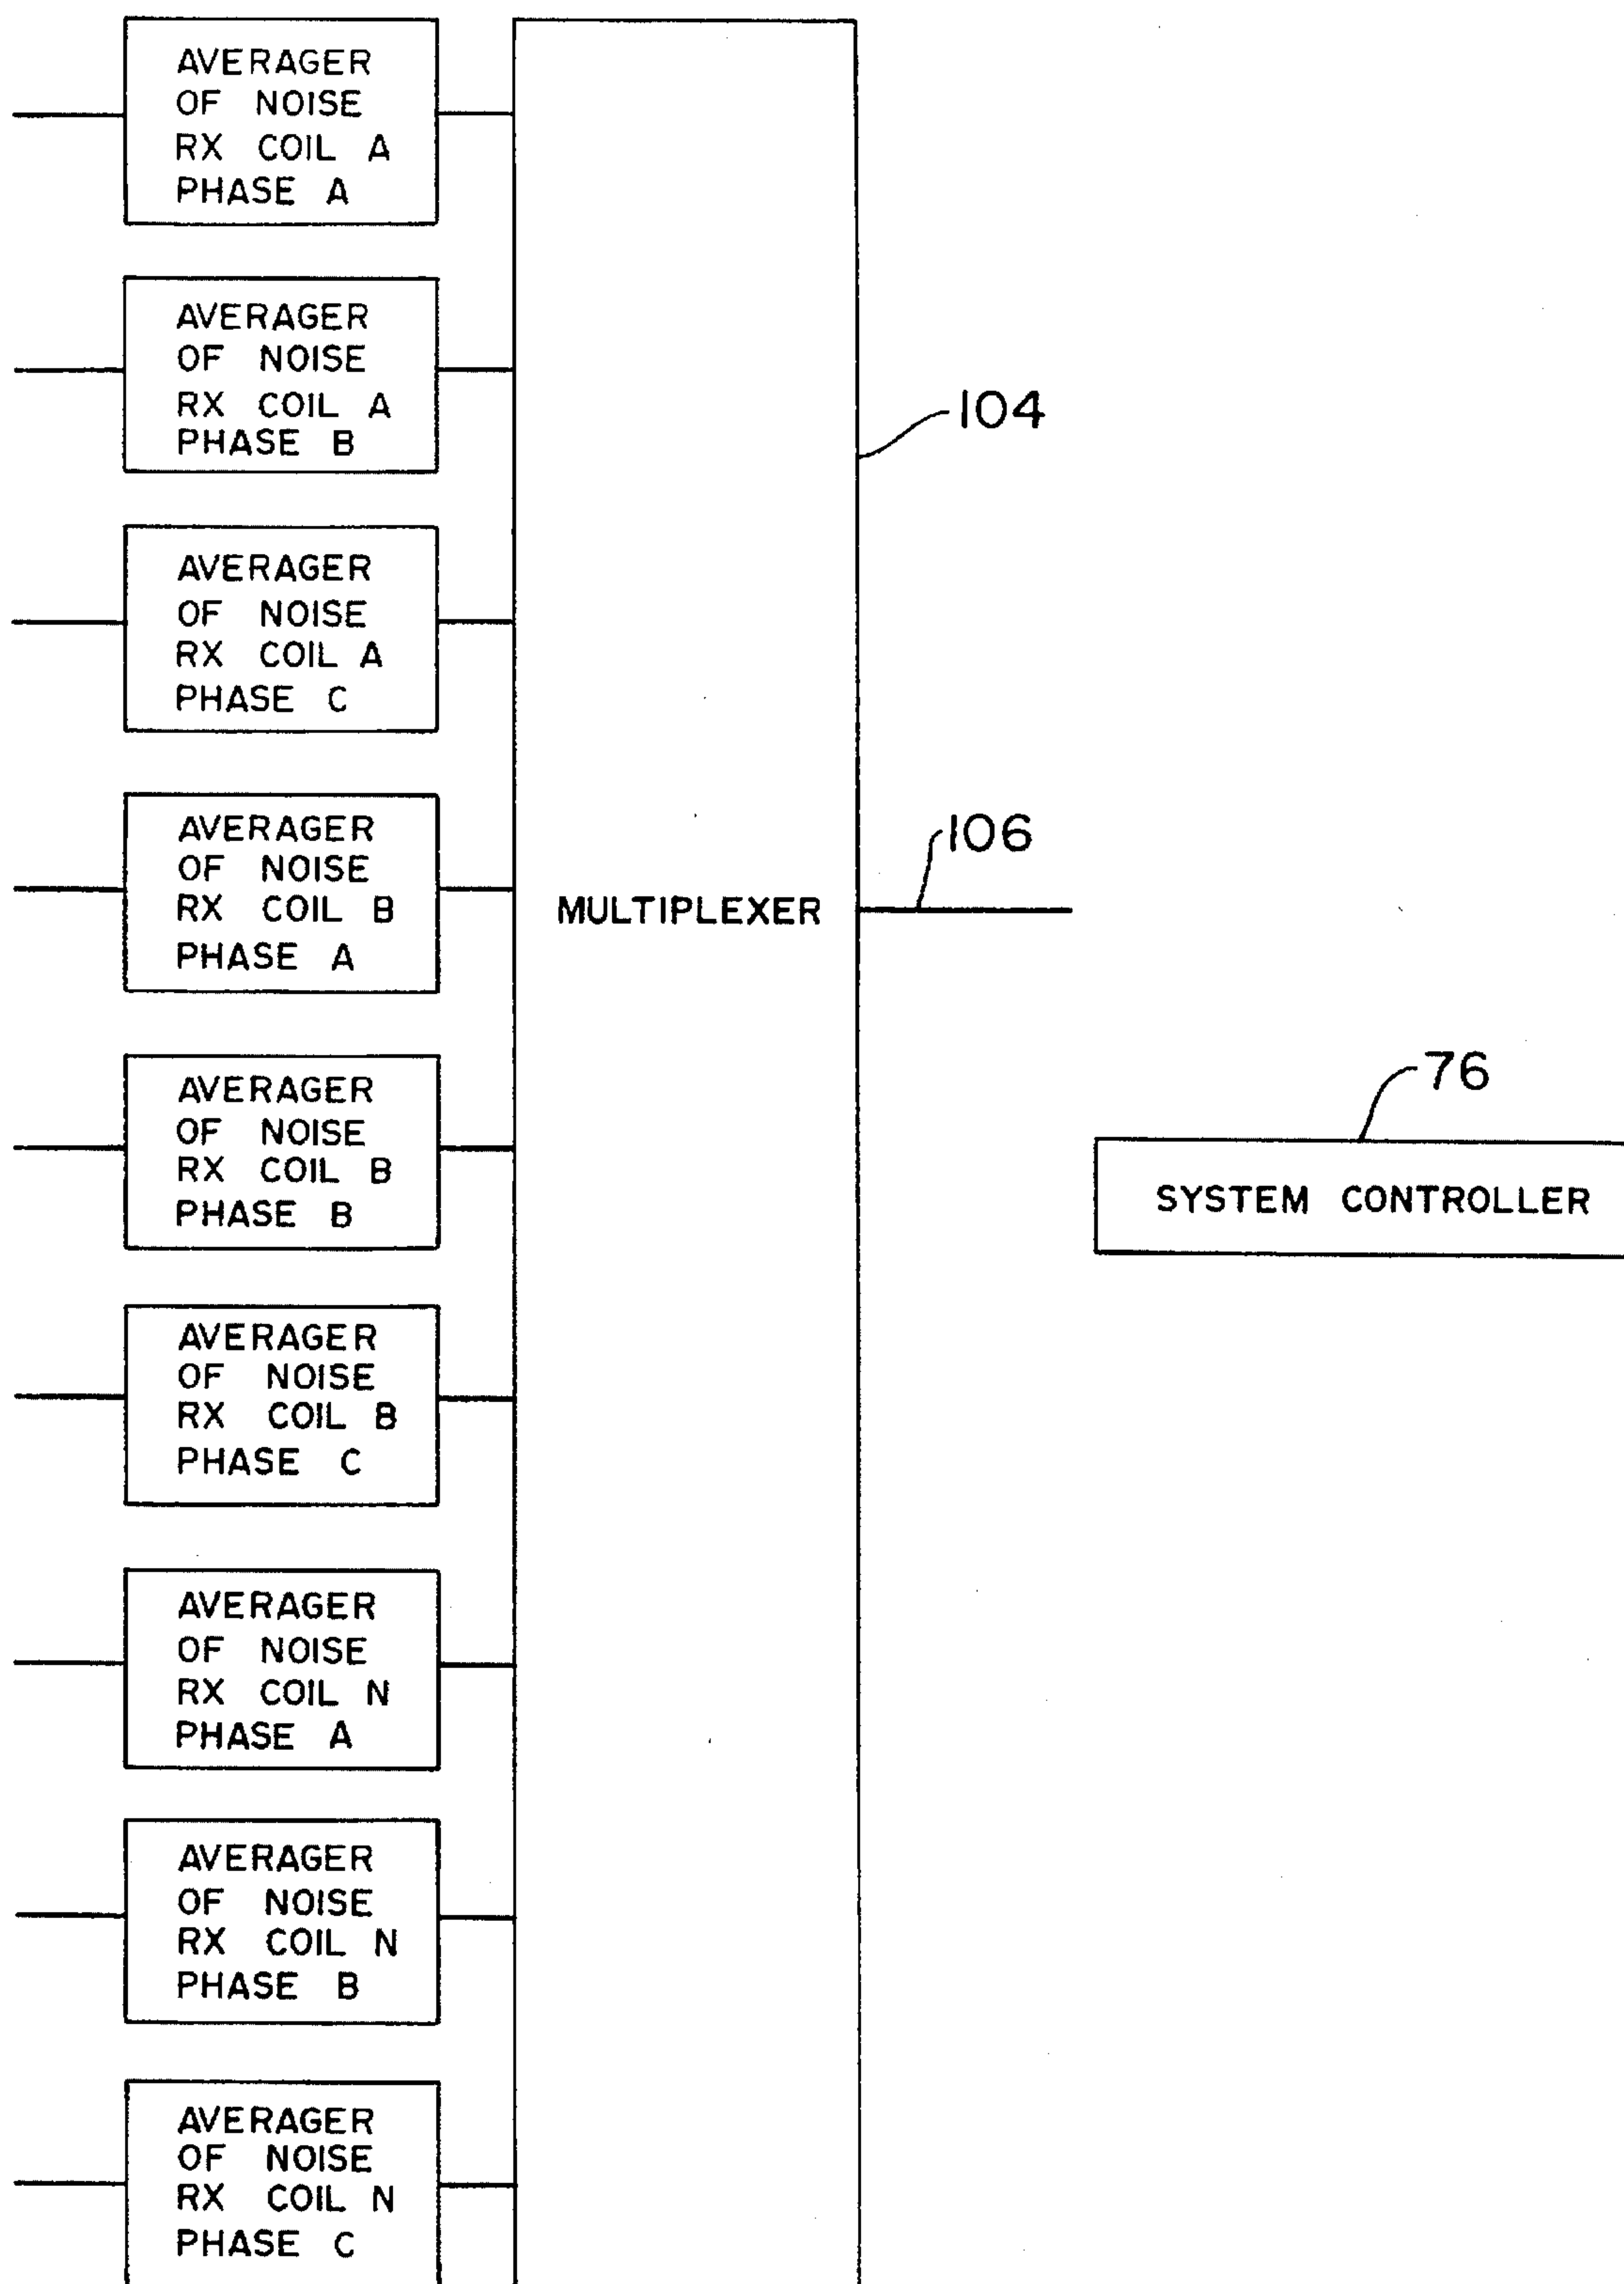 AVERAGER
OF NOISE
RX COIL A
PHASE A
AVERAGER
OF NOISE
RX COIL A
PHASE B
AVERAGER
OF NOISE
RX COIL A
PHASE C
AVERAGER
OF NOISE
RX COIL B
PHASE A
AVERAGER
OF NOISE
RX COIL B
PHASE B
AVERAGER
OF NOISE
RX COIL B
PHASE C
AVERAGER
OF NOISE
RX COIL N
PHASE A
AVERAGER
OF NOISE
RX COIL N
PHASE B
AVERAGER
OF NOISE
RX COIL N
PHASE C
MULTIPLEXER
104
106
76
SYSTEM CONTROLLER